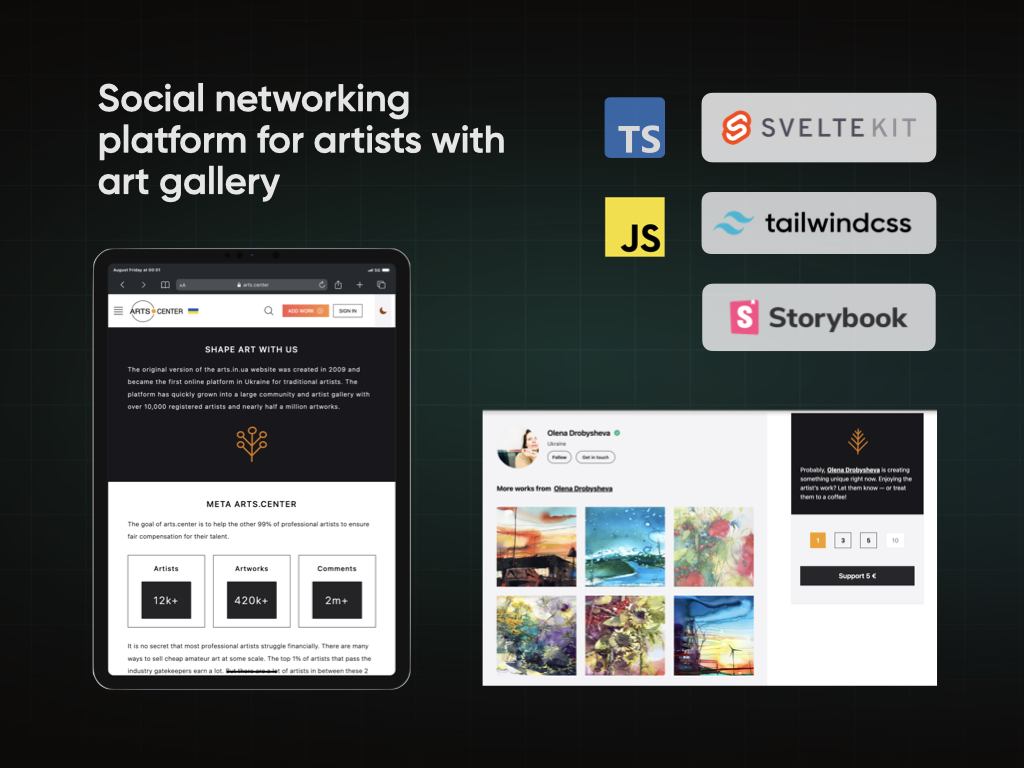 Social networking
platform for artists with
art gallery
TS
SVELTEKIT
JS
tailwindcss
Storybook
August Friday at 00:01
5G
AA
arts.center
ARTS CENTER
ADD WORK
SIGN IN
SHAPE ART WITH US
The original version of the arts.in.ua website was created in 2009 and
became the first online platform in Ukraine for traditional artists. The
platform has quickly grown into a large community and artist gallery with
over 10,000 registered artists and nearly half a million artworks.
META ARTS.CENTER
The goal of arts.center is to help the other 99% of professional artists to ensure
fair compensation for their talent.
Artists
Artworks
Comments
12k+
420k+
2m+
It is no secret that most professional artists struggle financially. There are many
ways to sell cheap amateur art at some scale. The top 1% of artists that pass the
industry gatekeepers earn a lot. But there are a lot of artists in between these 2
Olena Drobysheva
Ukraine
Follow
Get in touch
More works from Olena Drobysheva
Probably, Olena Drobysheva is creating
something unique right now. Enjoying the
artist's work? Let them know — or treat
them to a coffee!
1
3
5
10
Support 5 €